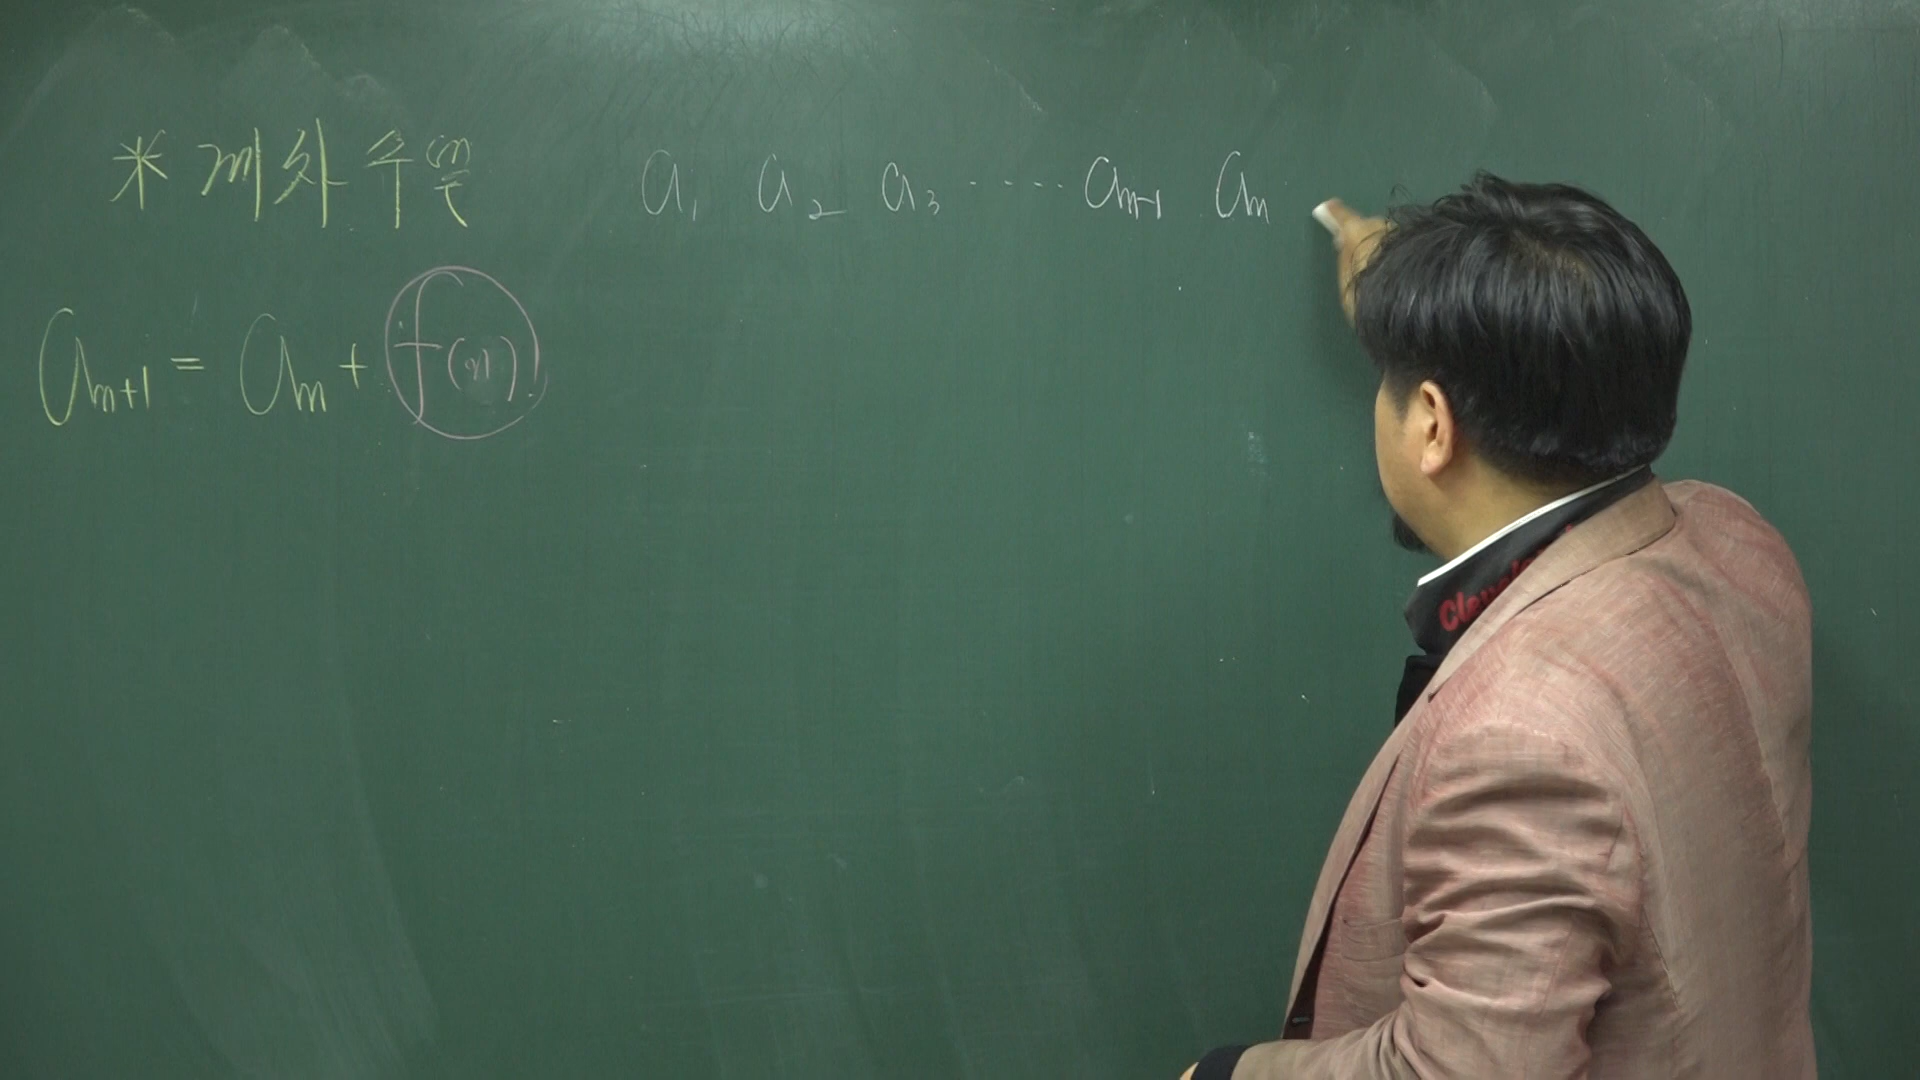 ※ 계차수열
a₁ a₂ a₃ ····· aₙ₋₁ aₙ
aₙ₊₁ = aₙ + f(n)